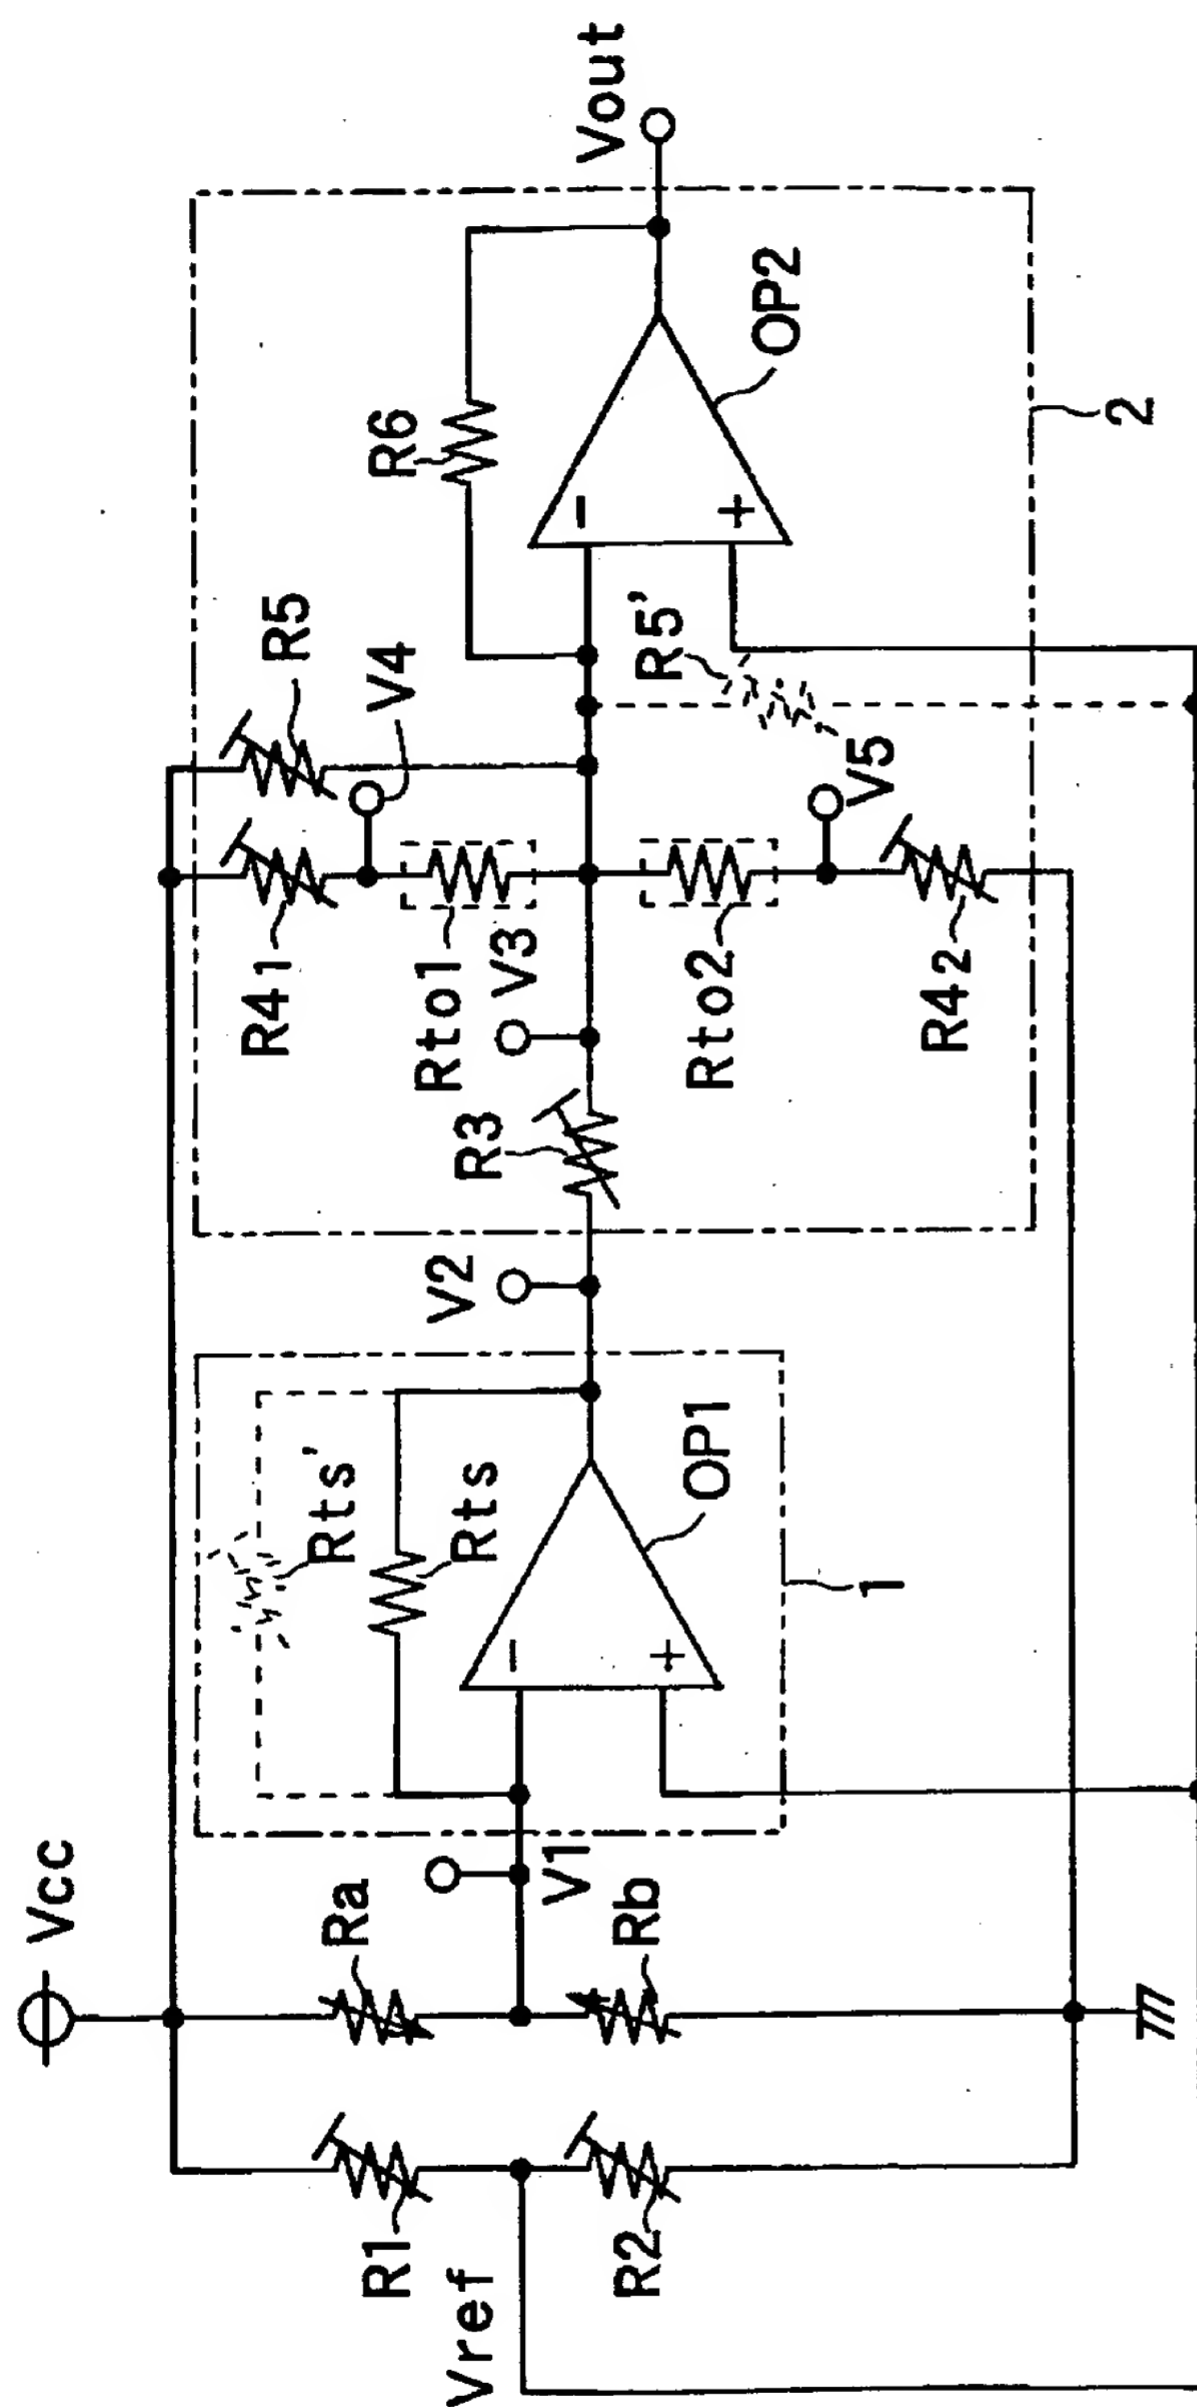 Vcc
Vref
R1
R2
Ra
Rb
V1
Rts'
Rts
−
+
OP1
1
V2
R3
V3
R41
Rto1
Rto2
R42
R5
V4
V5
R5'
R6
−
+
OP2
2
Vout